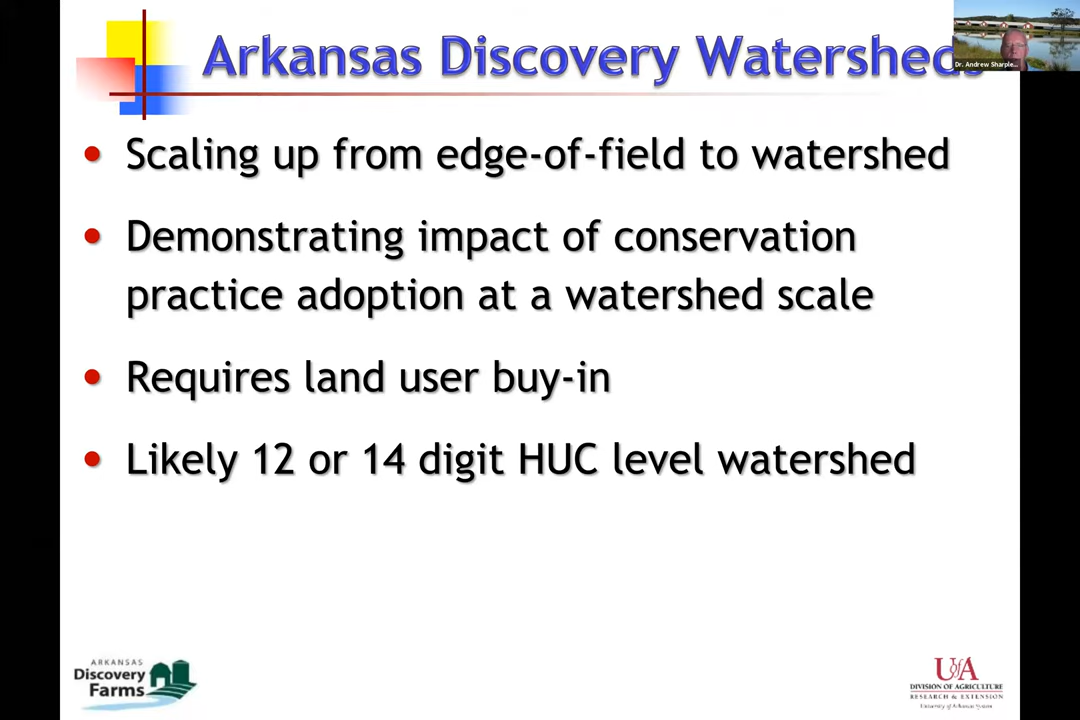 Arkansas Discovery Watersheds
Dr. Andrew Sharple...
• Scaling up from edge-of-field to watershed
• Demonstrating impact of conservation
practice adoption at a watershed scale
• Requires land user buy-in
• Likely 12 or 14 digit HUC level watershed
ARKANSAS
Discovery
Farms
UofA
DIVISION OF AGRICULTURE
RESEARCH & EXTENSION
University of Arkansas System